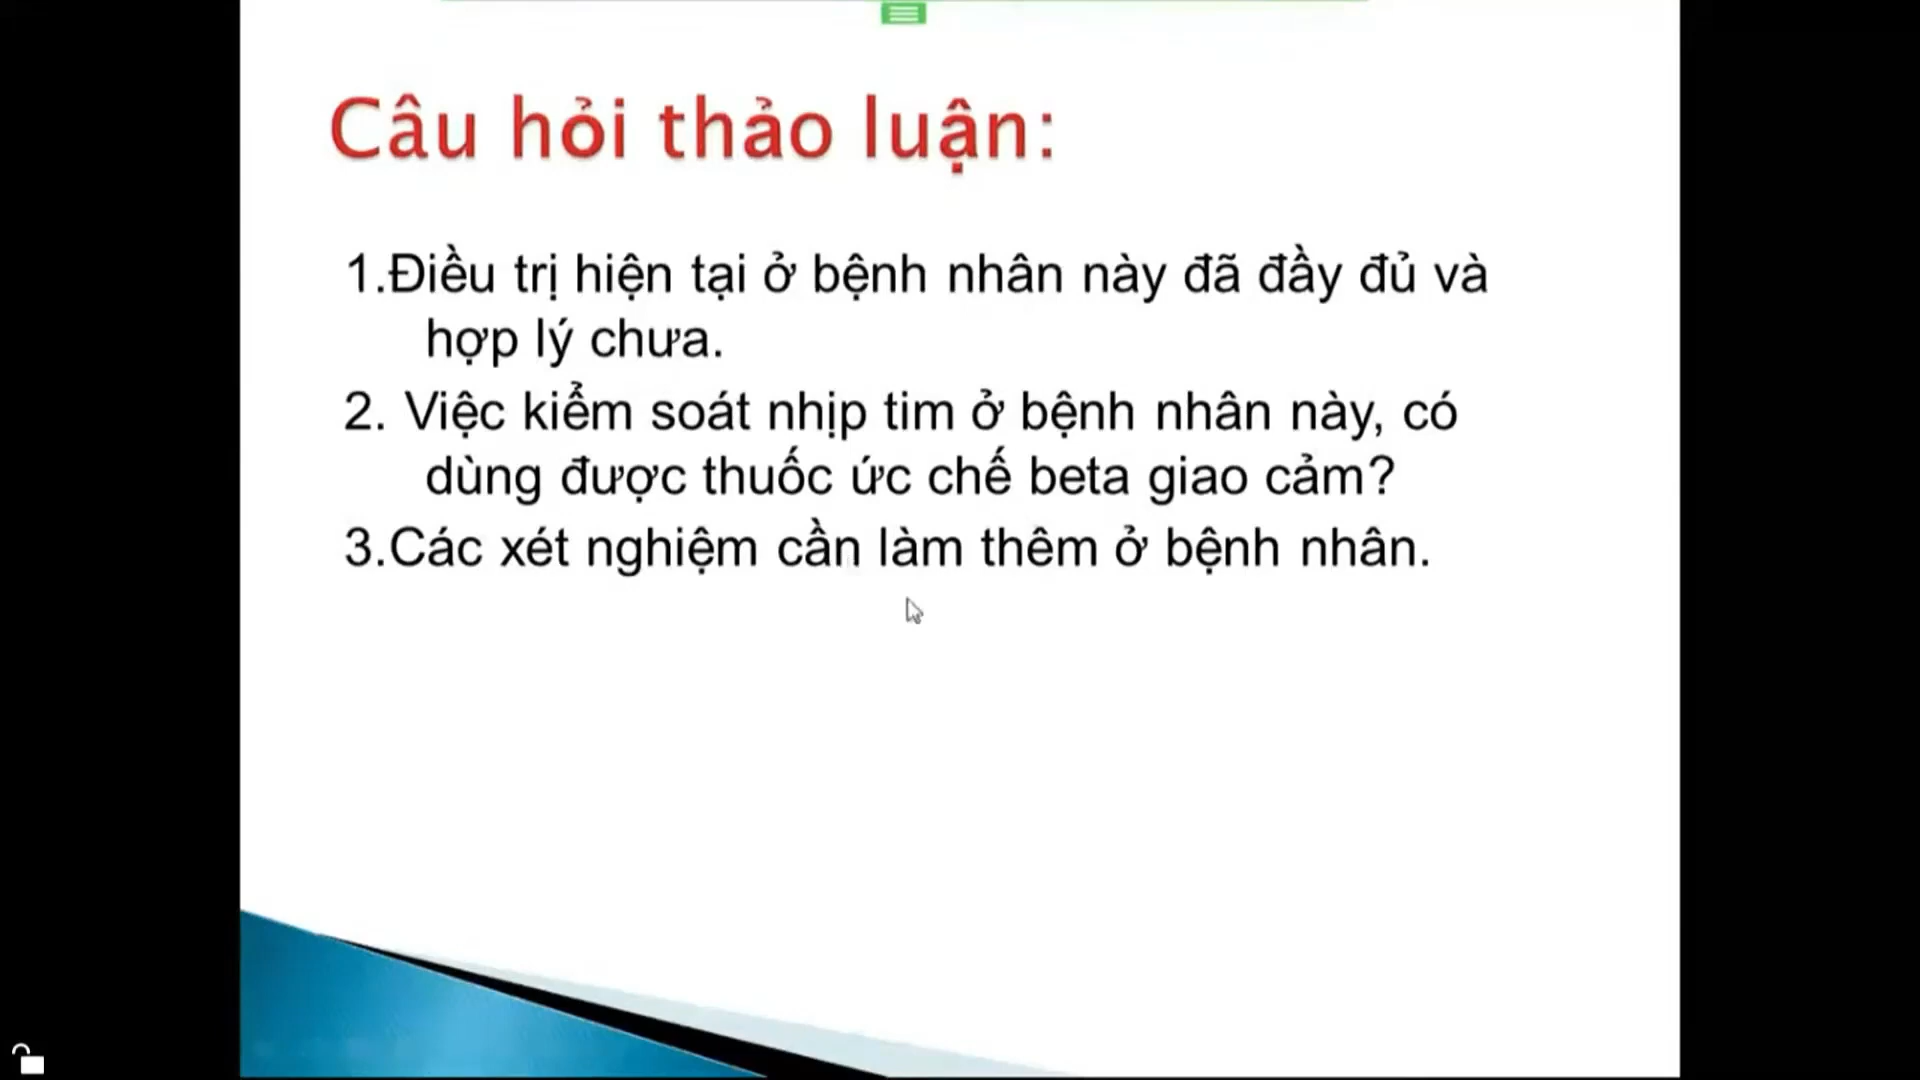 Câu hỏi thảo luận:
1.Điều trị hiện tại ở bệnh nhân này đã đầy đủ và
hợp lý chưa.
2. Việc kiểm soát nhịp tim ở bệnh nhân này, có
dùng được thuốc ức chế beta giao cảm?
3.Các xét nghiệm cần làm thêm ở bệnh nhân.